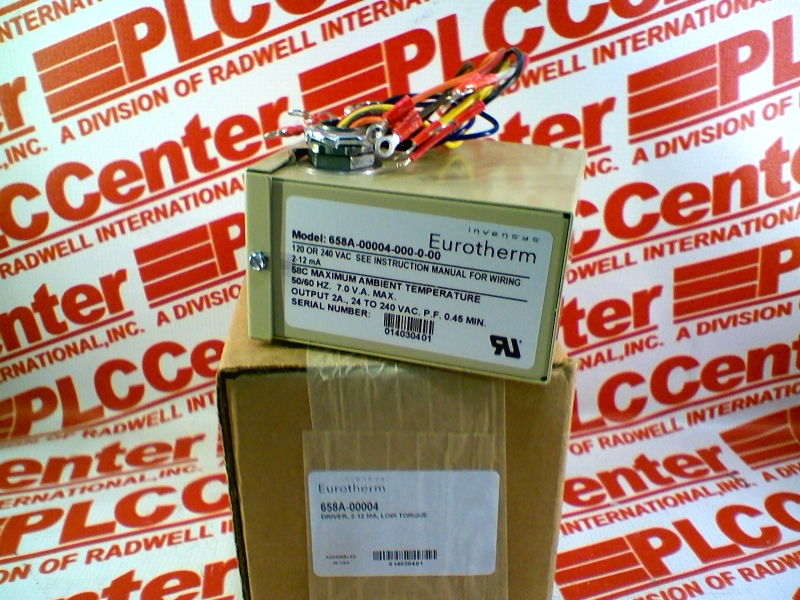 PLCCenter
A DIVISION OF RADWELL INTERNATIONAL, INC.
invensys
Eurotherm
Model: 658A-00004-000-0-00
120 OR 240 VAC SEE INSTRUCTION MANUAL FOR WIRING
2-12 mA
58C MAXIMUM AMBIENT TEMPERATURE
50/60 HZ. 7.0 V.A. MAX.
OUTPUT 2A., 24 TO 240 VAC. P.F. 0.45 MIN.
SERIAL NUMBER:
014030401
invensys
Eurotherm
658A-00004
DRIVER, 2-12 MA, LOW TORQUE
ASSEMBLED
IN USA
014030401